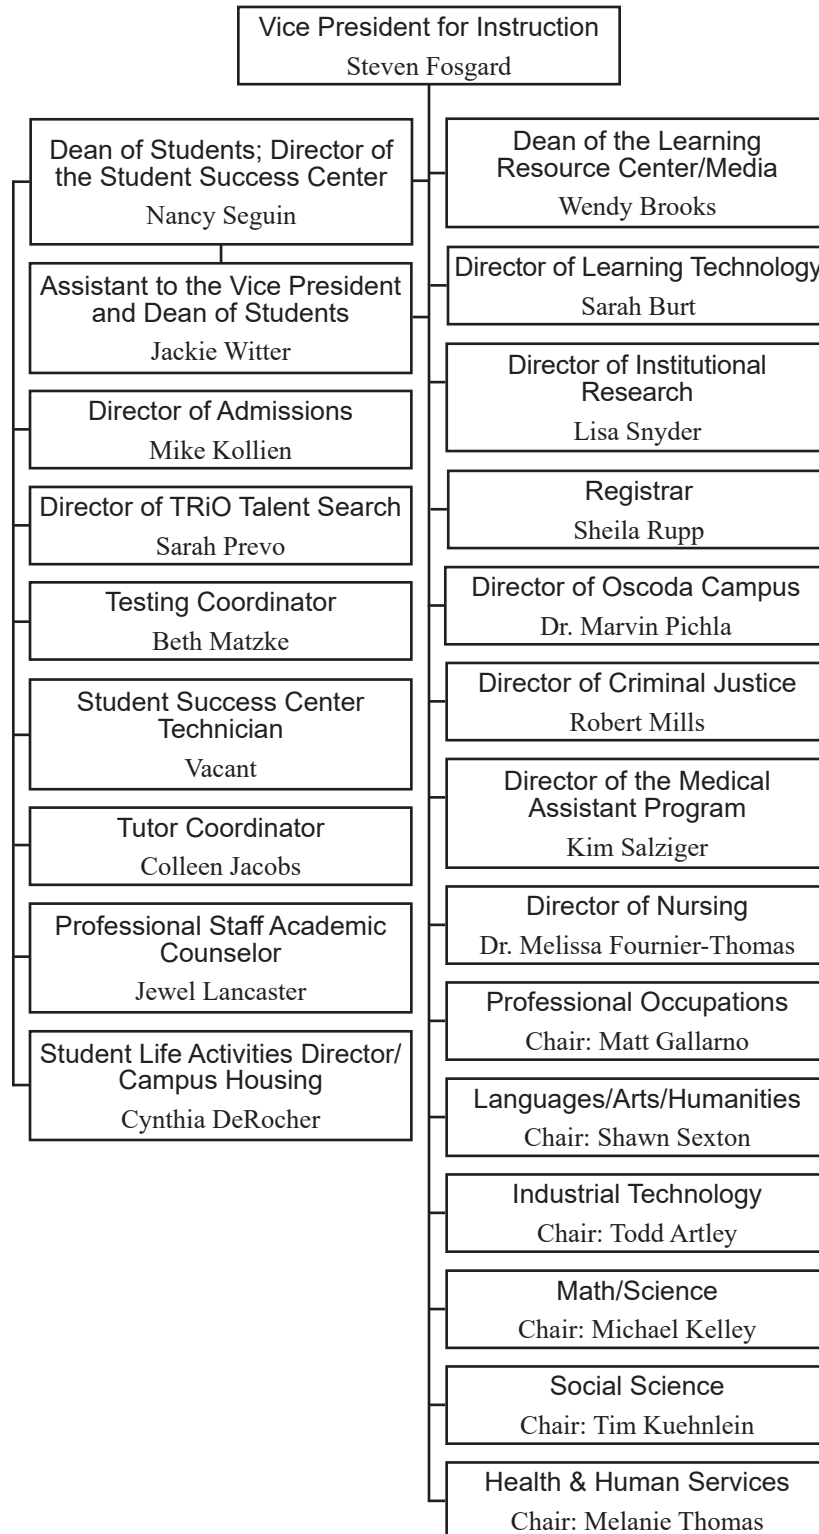 Vice President for Instruction
Steven Fosgard
Dean of Students; Director of
the Student Success Center
Nancy Seguin
Assistant to the Vice President
and Dean of Students
Jackie Witter
Director of Admissions
Mike Kollien
Director of TRiO Talent Search
Sarah Prevo
Testing Coordinator
Beth Matzke
Student Success Center
Technician
Vacant
Tutor Coordinator
Colleen Jacobs
Professional Staff Academic
Counselor
Jewel Lancaster
Student Life Activities Director/
Campus Housing
Cynthia DeRocher
Dean of the Learning
Resource Center/Media
Wendy Brooks
Director of Learning Technology
Sarah Burt
Director of Institutional
Research
Lisa Snyder
Registrar
Sheila Rupp
Director of Oscoda Campus
Dr. Marvin Pichla
Director of Criminal Justice
Robert Mills
Director of the Medical
Assistant Program
Kim Salziger
Director of Nursing
Dr. Melissa Fournier-Thomas
Professional Occupations
Chair: Matt Gallarno
Languages/Arts/Humanities
Chair: Shawn Sexton
Industrial Technology
Chair: Todd Artley
Math/Science
Chair: Michael Kelley
Social Science
Chair: Tim Kuehnlein
Health & Human Services
Chair: Melanie Thomas